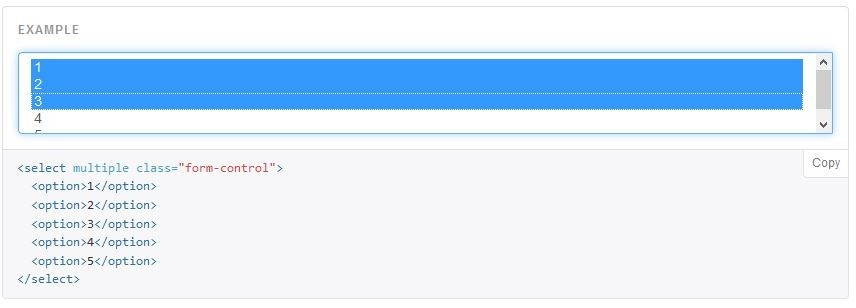 EXAMPLE
1
2
3
4
5
Copy
<select multiple class="form-control">
  <option>1</option>
  <option>2</option>
  <option>3</option>
  <option>4</option>
  <option>5</option>
</select>